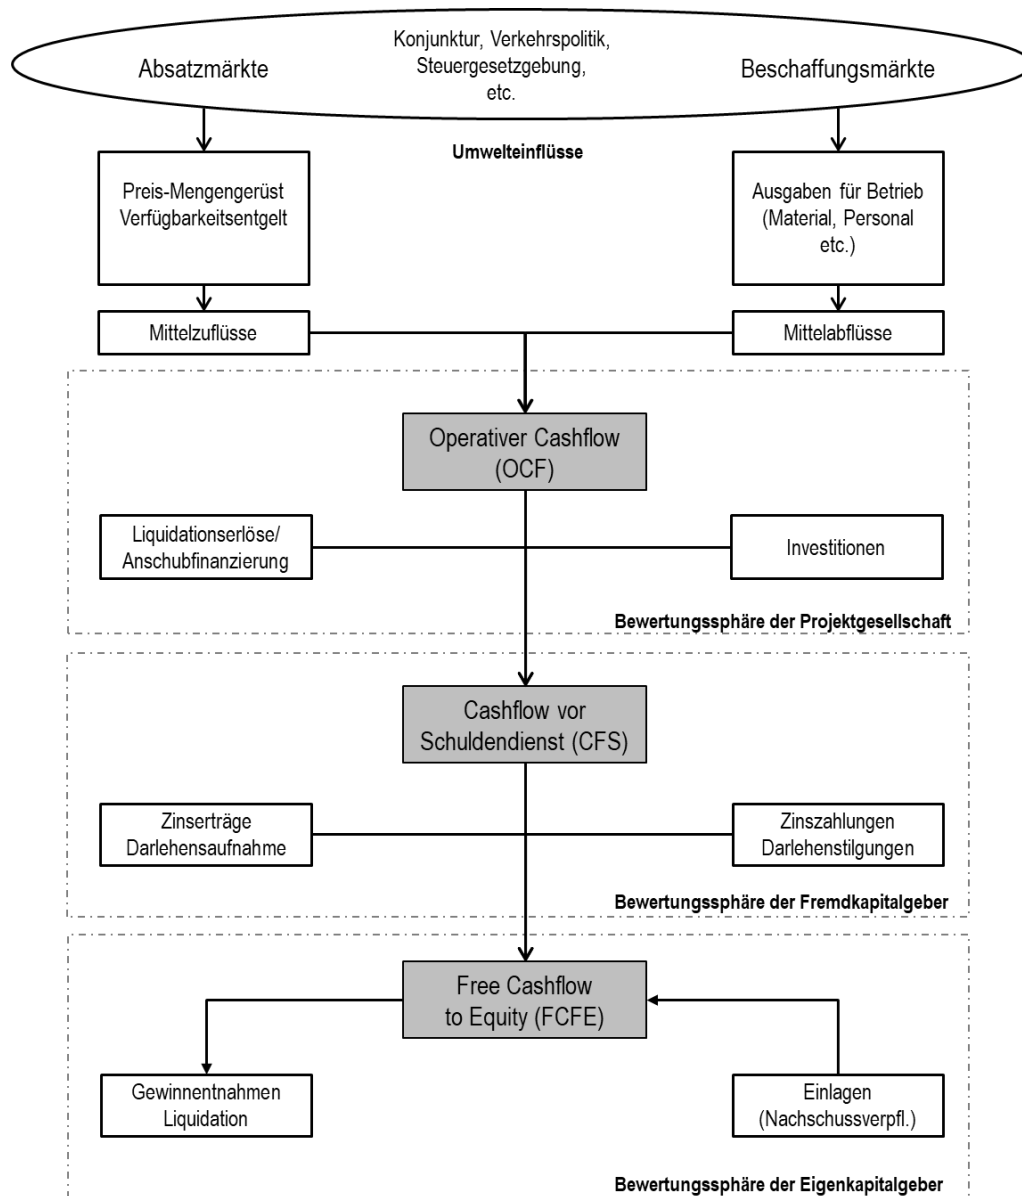 Konjunktur, Verkehrspolitik,
Steuergesetzgebung,
etc.
Absatzmärkte
Beschaffungsmärkte
Umwelteinflüsse
Preis-Mengengerüst
Verfügbarkeitsentgelt
Ausgaben für Betrieb
(Material, Personal
etc.)
Mittelzuflüsse
Mittelabflüsse
Operativer Cashflow
(OCF)
Liquidationserlöse/
Anschubfinanzierung
Investitionen
Bewertungssphäre der Projektgesellschaft
Cashflow vor
Schuldendienst (CFS)
Zinserträge
Darlehensaufnahme
Zinszahlungen
Darlehenstilgungen
Bewertungssphäre der Fremdkapitalgeber
Free Cashflow
to Equity (FCFE)
Gewinnentnahmen
Liquidation
Einlagen
(Nachschussverpfl.)
Bewertungssphäre der Eigenkapitalgeber